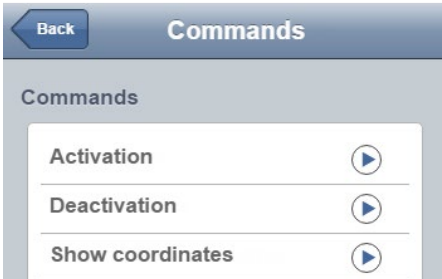 Back
Commands
Commands
Activation
Deactivation
Show coordinates